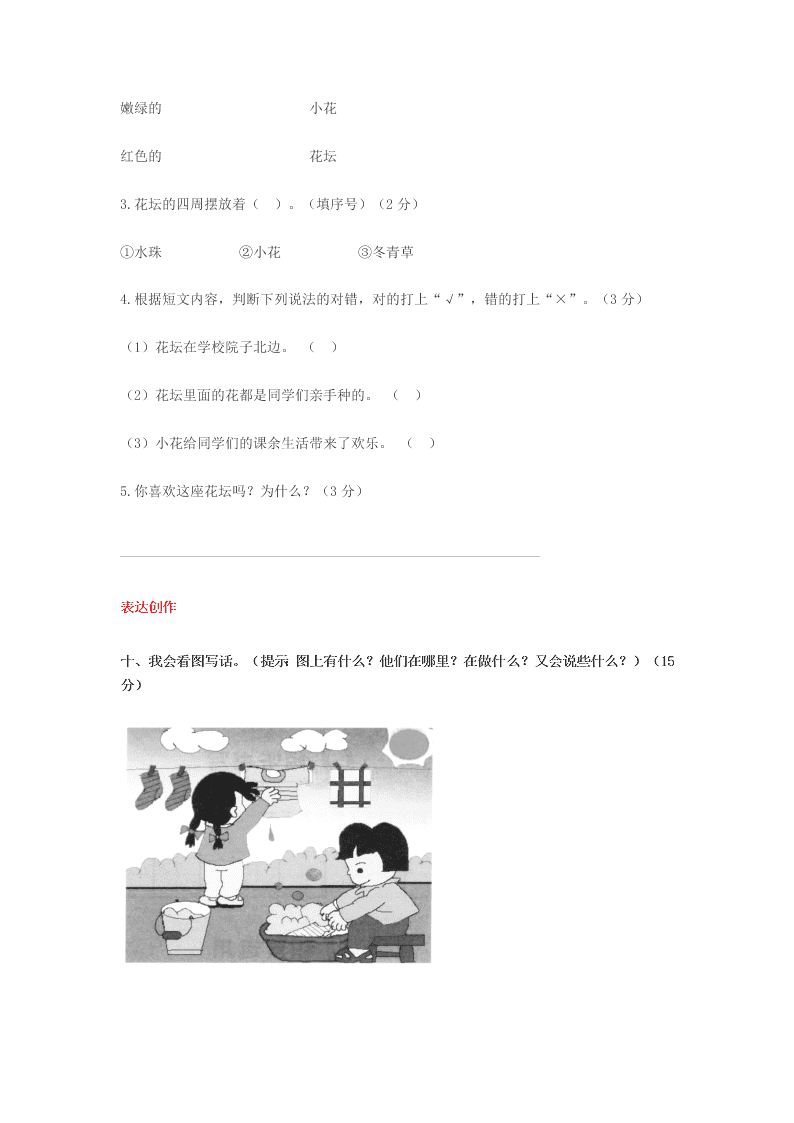 嫩绿的 小花
红色的 花坛
3.花坛的四周摆放着（ ）。（填序号）（2 分）
①水珠 ②小花 ③冬青草
4.根据短文内容，判断下列说法的对错，对的打上“√”，错的打上“×”。（3 分）
（1）花坛在学校院子北边。 （ ）
（2）花坛里面的花都是同学们亲手种的。 （ ）
（3）小花给同学们的课余生活带来了欢乐。 （ ）
5.你喜欢这座花坛吗？为什么？（3 分）
表达创作
十、我会看图写话。（提示 图上有什么？他们在哪里？在做什么？又会说些什么？）（15
分）